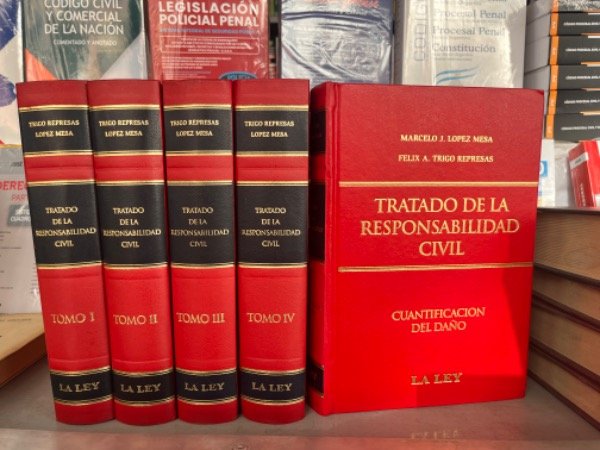 CÓDIGO CIVIL
Y COMERCIAL
DE LA NACIÓN
COMENTADO Y ANOTADO
LEGISLACIÓN
POLICIAL PENAL
Procesal Penal
Procesal Penal
Constitución
TRIGO REPRESAS
LOPEZ MESA
TRATADO
DE LA
RESPONSABILIDAD
CIVIL
TOMO I
LA LEY
TRIGO REPRESAS
LOPEZ MESA
TRATADO
DE LA
RESPONSABILIDAD
CIVIL
TOMO II
LA LEY
TRIGO REPRESAS
LOPEZ MESA
TRATADO
DE LA
RESPONSABILIDAD
CIVIL
TOMO III
LA LEY
TRIGO REPRESAS
LOPEZ MESA
TRATADO
DE LA
RESPONSABILIDAD
CIVIL
TOMO IV
LA LEY
MARCELO J. LOPEZ MESA
FELIX A. TRIGO REPRESAS
TRATADO DE LA
RESPONSABILIDAD
CIVIL
CUANTIFICACION
DEL DAÑO
LA LEY